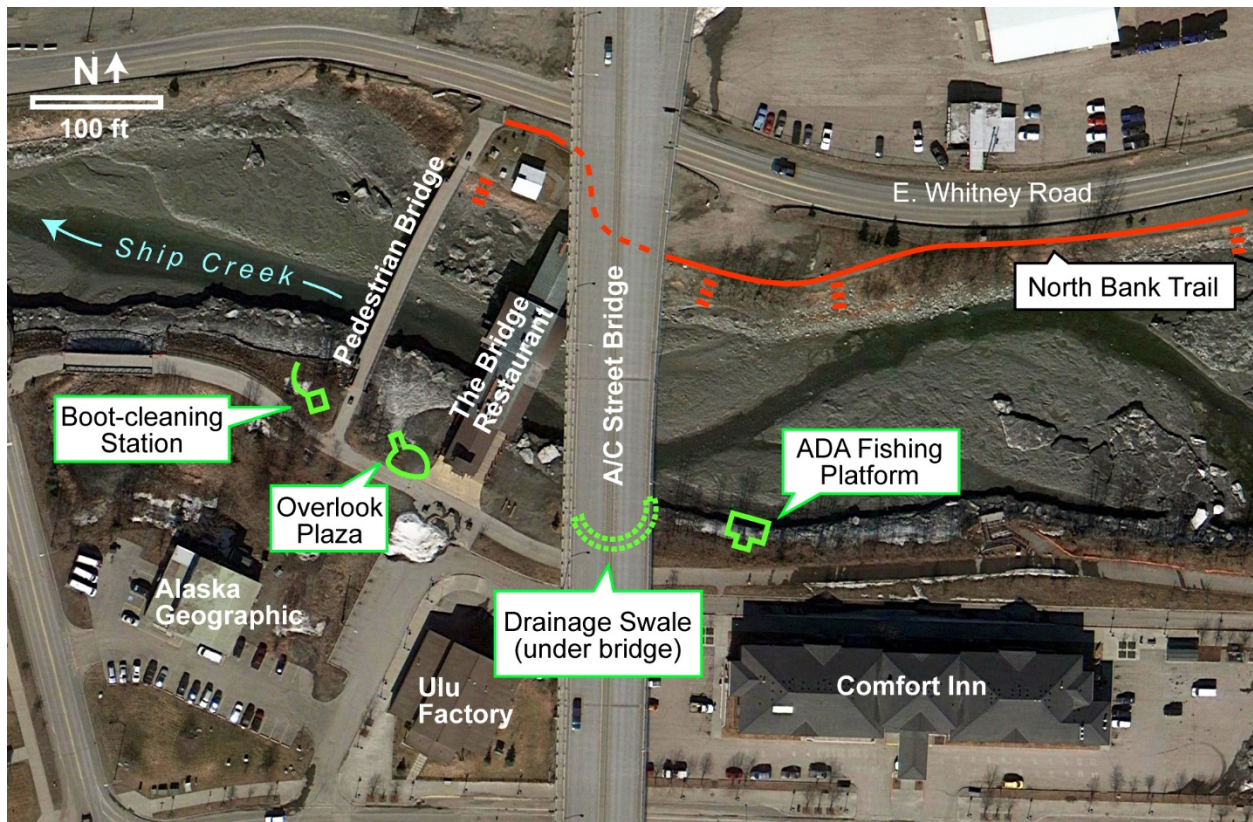 N
100 ft
E. Whitney Road
Pedestrian Bridge
Ship Creek
North Bank Trail
The Bridge
Restaurant
A/C Street Bridge
Boot-cleaning
Station
ADA Fishing
Platform
Overlook
Plaza
Alaska
Geographic
Drainage Swale
(under bridge)
Ulu
Factory
Comfort Inn